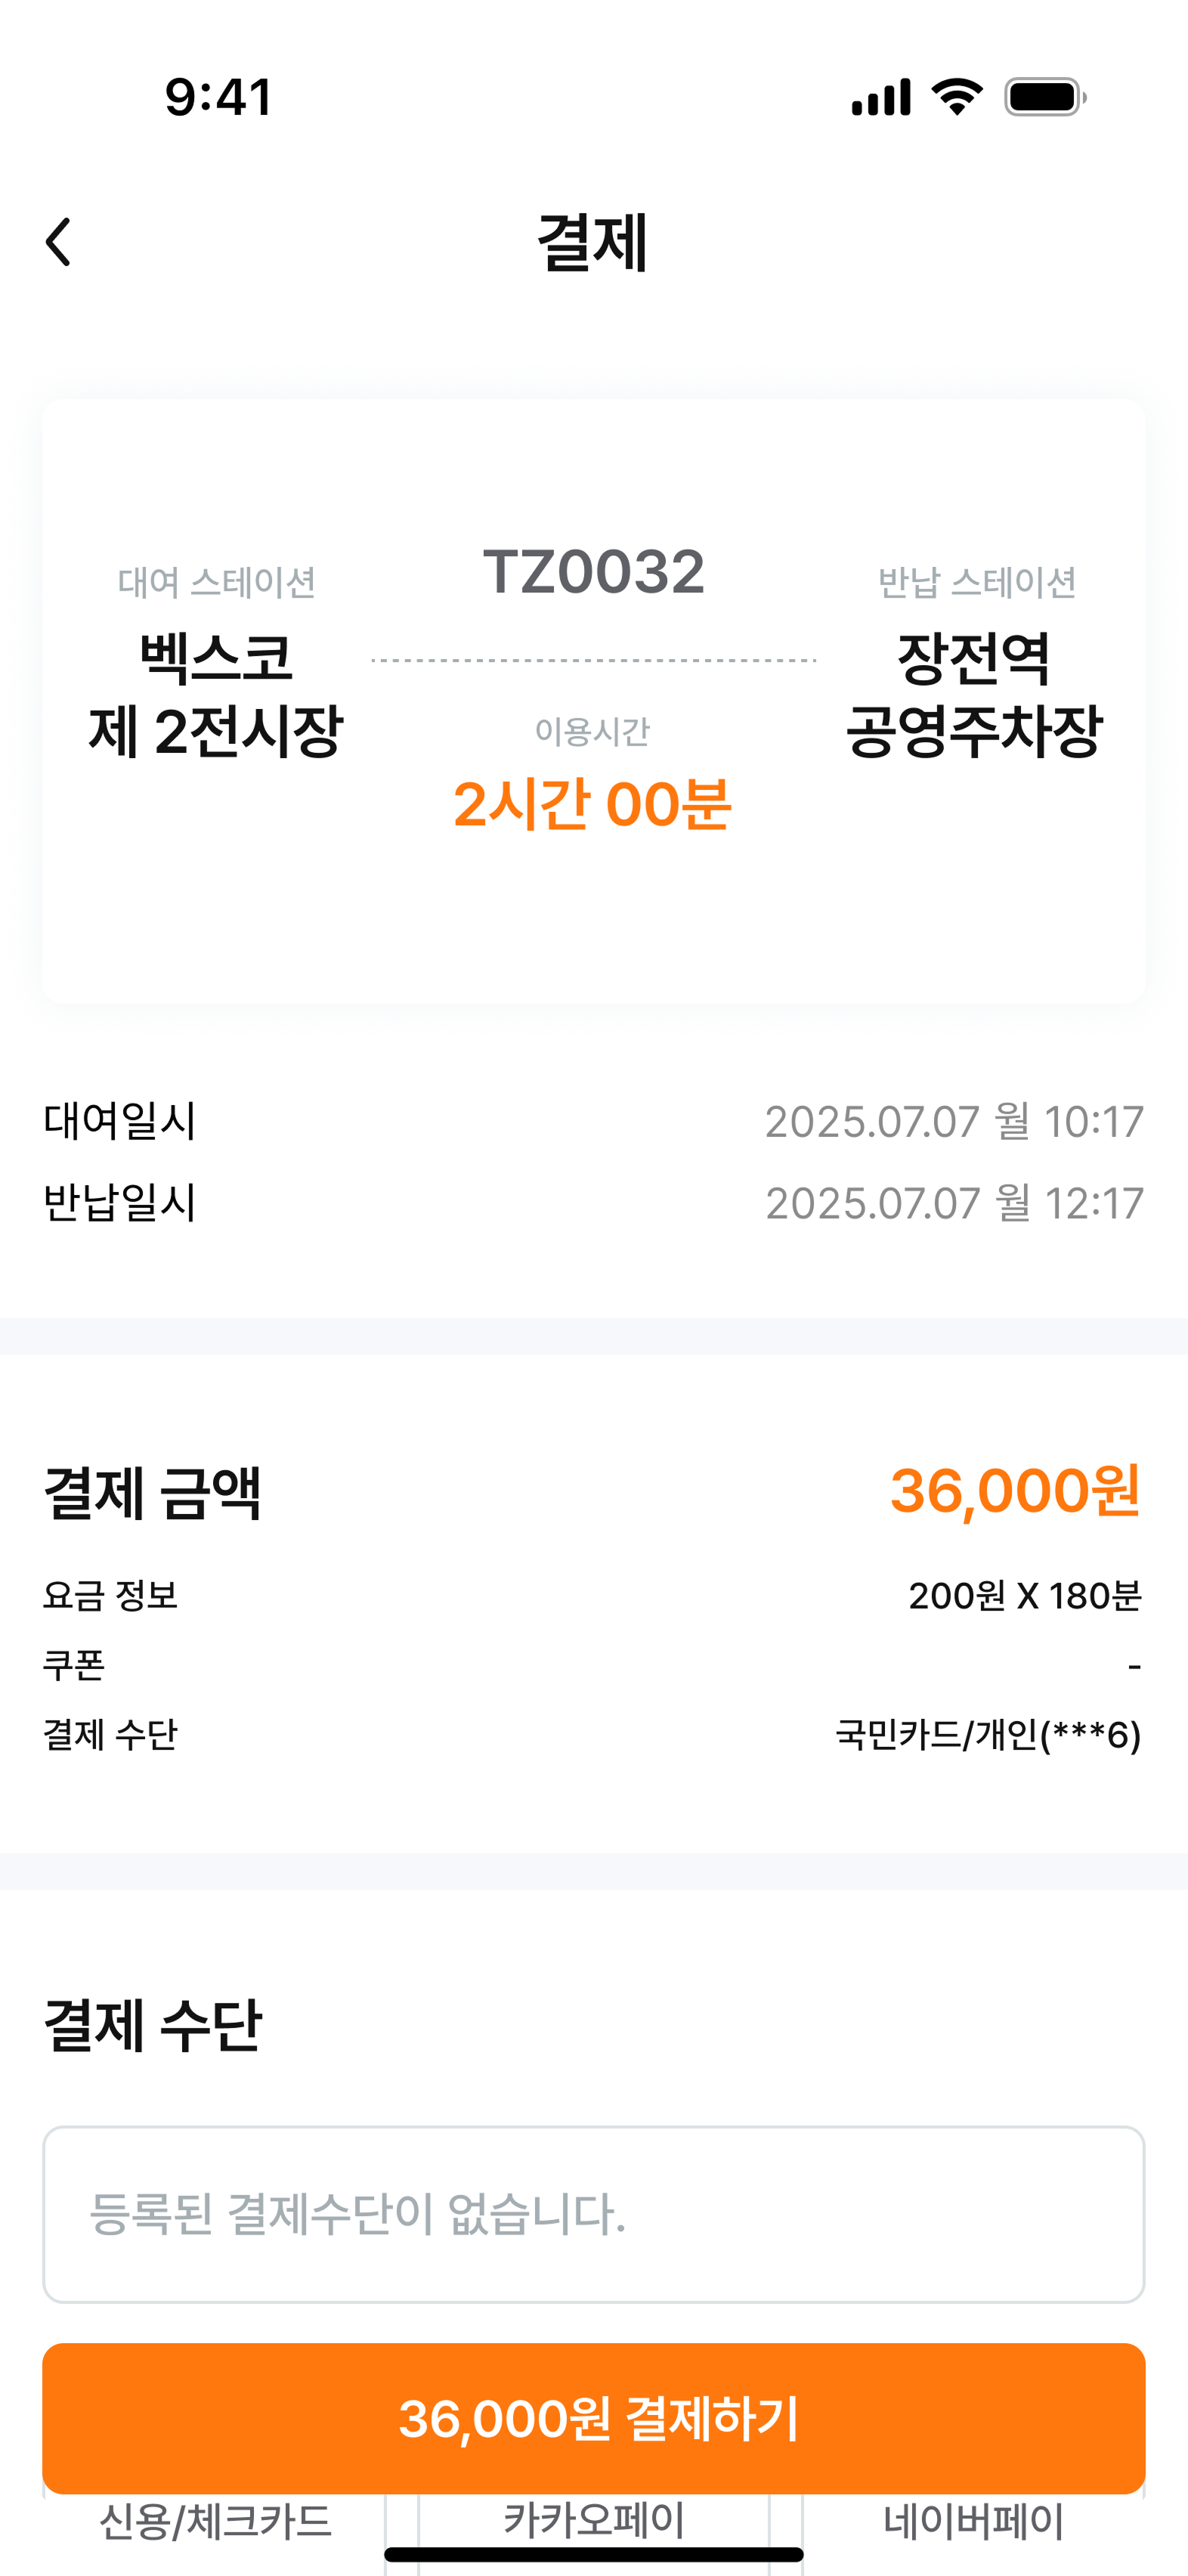 9:41
결제
대여 스테이션
벡스코
제 2전시장
TZ0032
이용시간
2시간 00분
반납 스테이션
장전역
공영주차장
대여일시
2025.07.07 월 10:17
반납일시
2025.07.07 월 12:17
결제 금액
36,000원
요금 정보
200원 X 180분
쿠폰
-
결제 수단
국민카드/개인(***6)
결제 수단
등록된 결제수단이 없습니다.
36,000원 결제하기
신용/체크카드
카카오페이
네이버페이